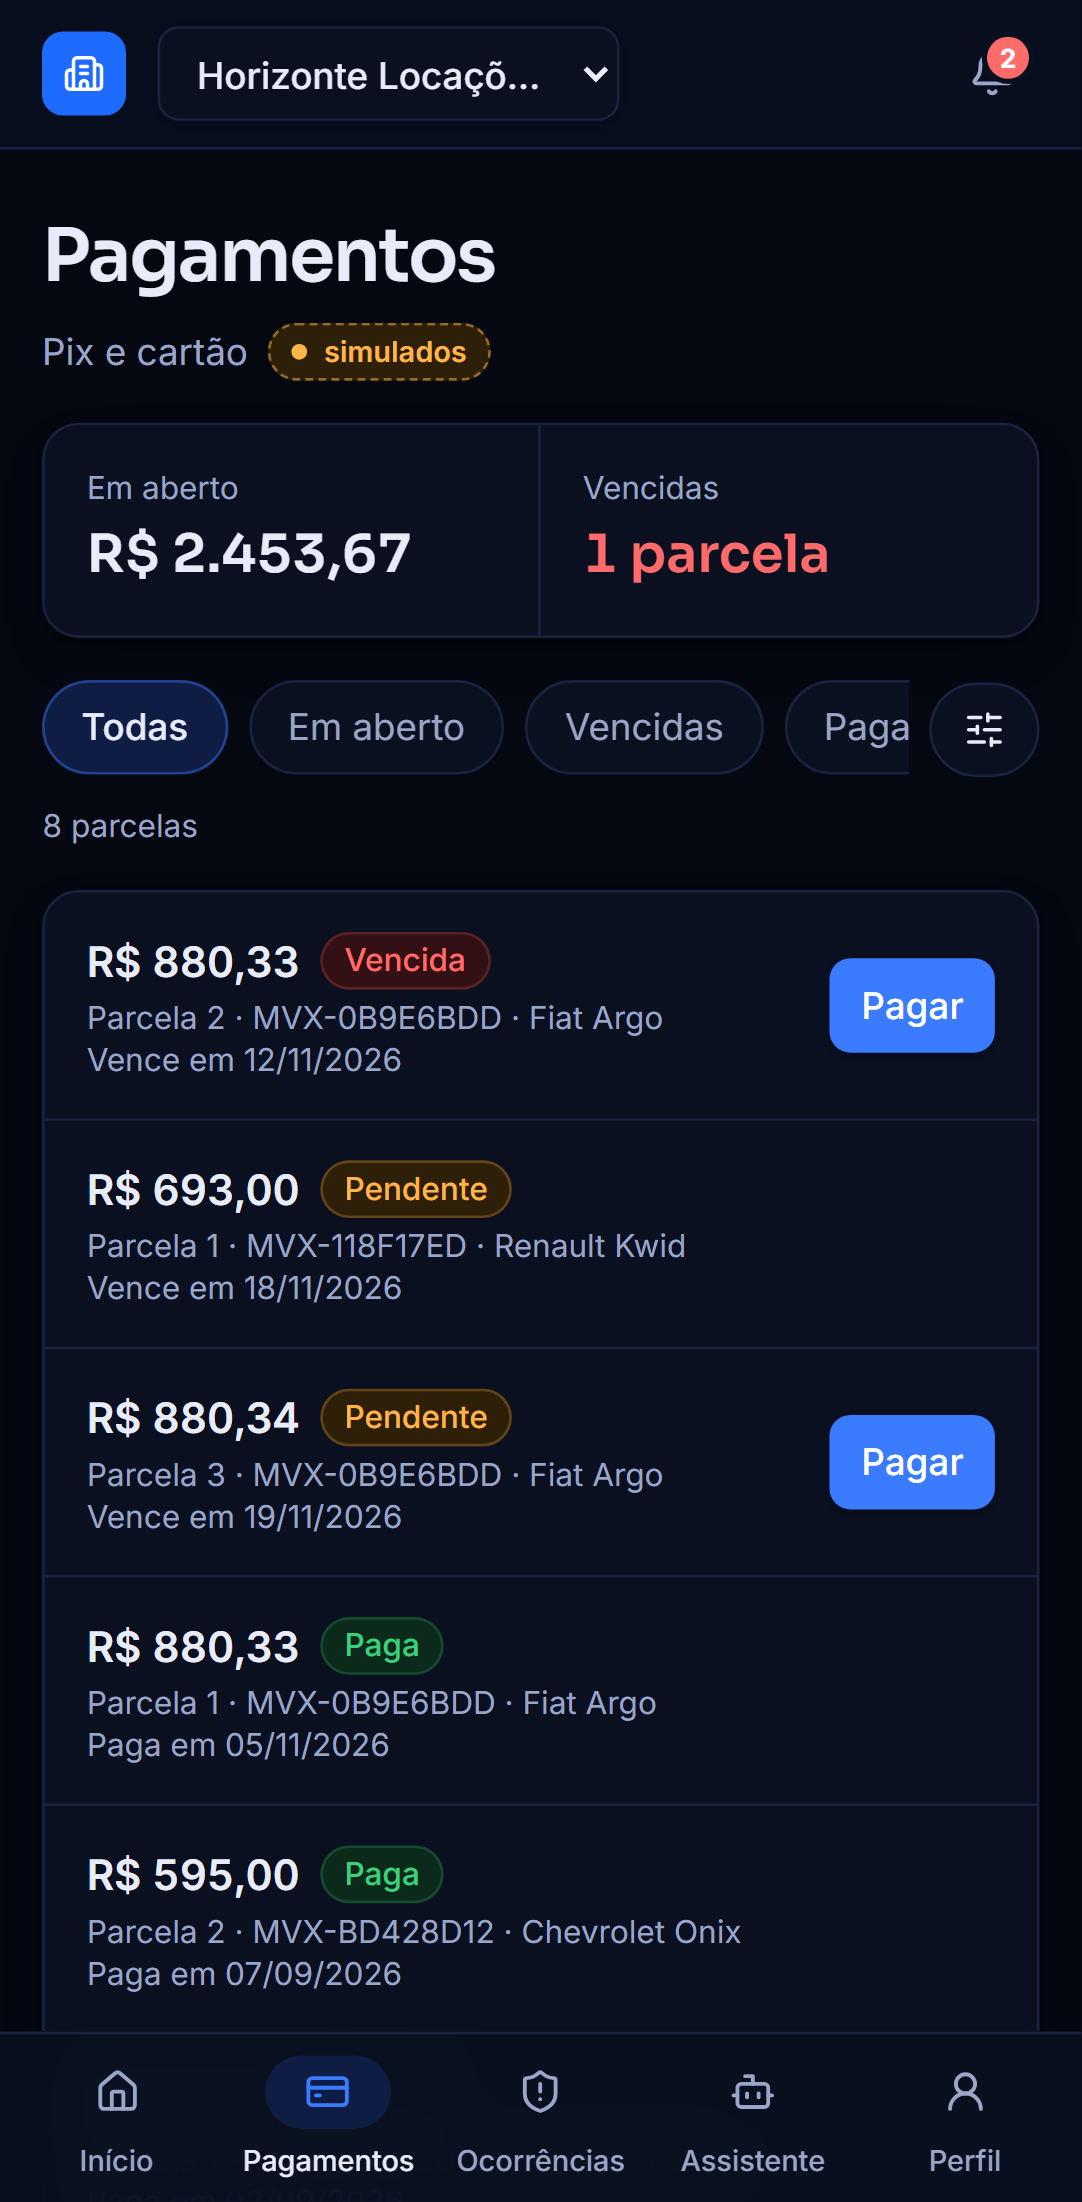 Horizonte Locaçõ...
2
Pagamentos
Pix e cartão
simulados
Em aberto
R$ 2.453,67
Vencidas
1 parcela
Todas
Em aberto
Vencidas
Paga
8 parcelas
R$ 880,33 Vencida
Parcela 2 · MVX-0B9E6BDD · Fiat Argo
Vence em 12/11/2026
Pagar
R$ 693,00 Pendente
Parcela 1 · MVX-118F17ED · Renault Kwid
Vence em 18/11/2026
R$ 880,34 Pendente
Parcela 3 · MVX-0B9E6BDD · Fiat Argo
Vence em 19/11/2026
Pagar
R$ 880,33 Paga
Parcela 1 · MVX-0B9E6BDD · Fiat Argo
Paga em 05/11/2026
R$ 595,00 Paga
Parcela 2 · MVX-BD428D12 · Chevrolet Onix
Paga em 07/09/2026
Início
Pagamentos
Ocorrências
Assistente
Perfil